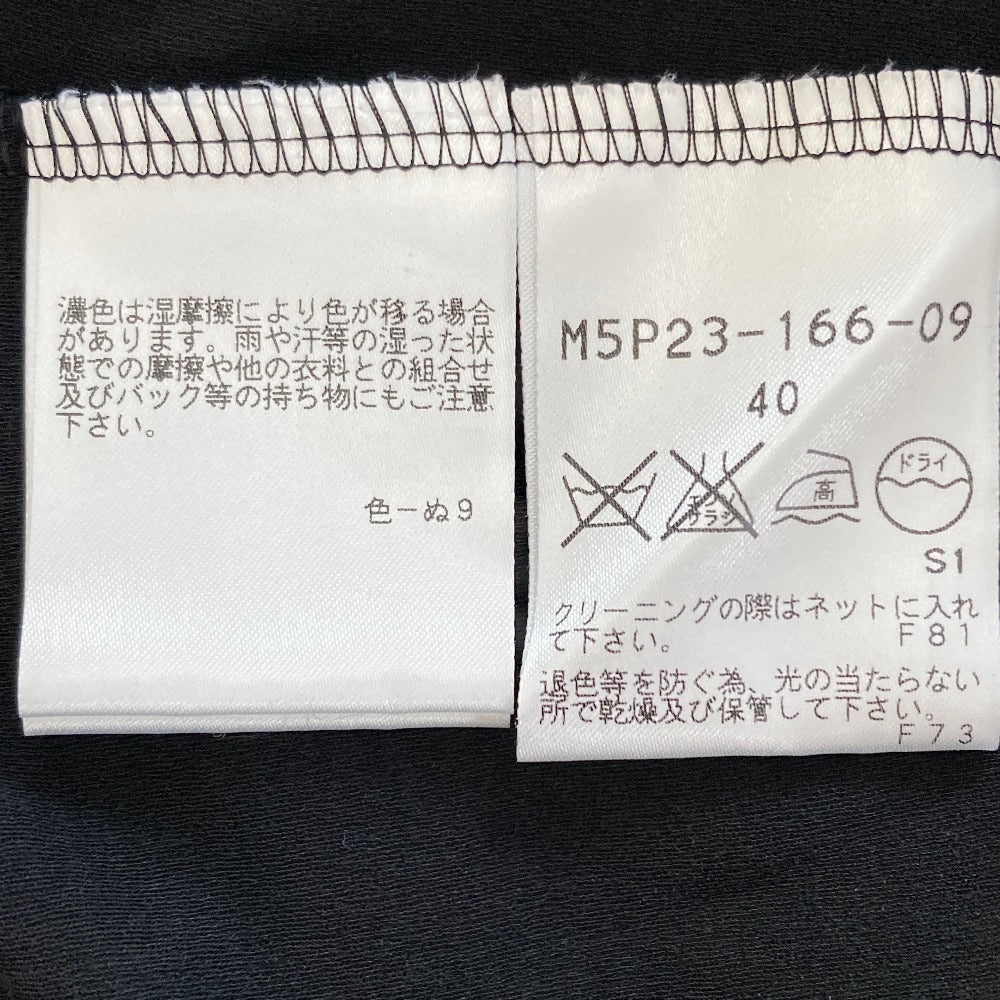 濃色は湿摩擦により色が移る場合
があります。雨や汗等の湿った状
態での摩擦や他の衣料との組合せ
及びバック等の持ち物にもご注意
下さい。
色－ぬ9
M5P23-166-09
40
エンソ
サラシ
高
ドライ
S1
クリーニングの際はネットに入れ
て下さい。 F81
退色等を防ぐ為、光の当たらない
所で乾燥及び保管して下さい。
F73